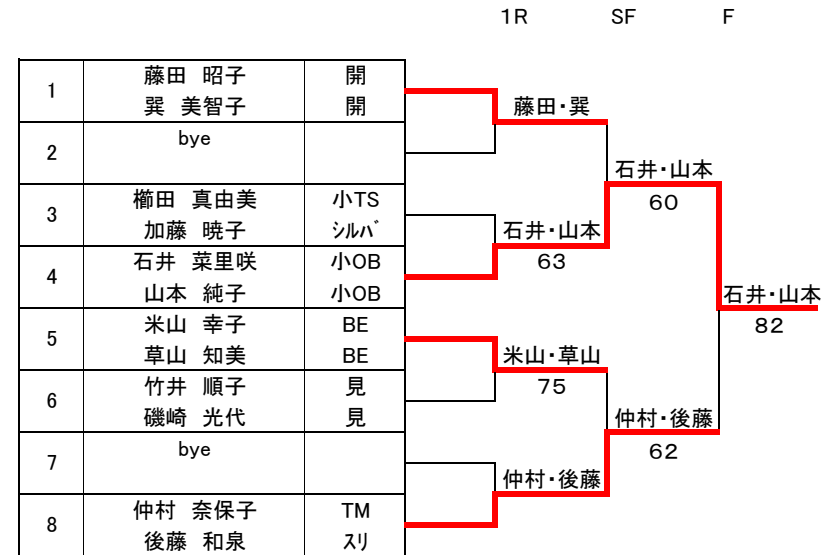 1R SF F
1 藤田 昭子 開
巽 美智子 開
藤田・巽
2 bye
石井・山本
60
3 櫛田 真由美 小TS
加藤 暁子 シルバ
石井・山本
63
4 石井 菜里咲 小OB
山本 純子 小OB
石井・山本
82
5 米山 幸子 BE
草山 知美 BE
米山・草山
75
6 竹井 順子 見
磯崎 光代 見
仲村・後藤
62
7 bye
仲村・後藤
8 仲村 奈保子 TM
後藤 和泉 スリ